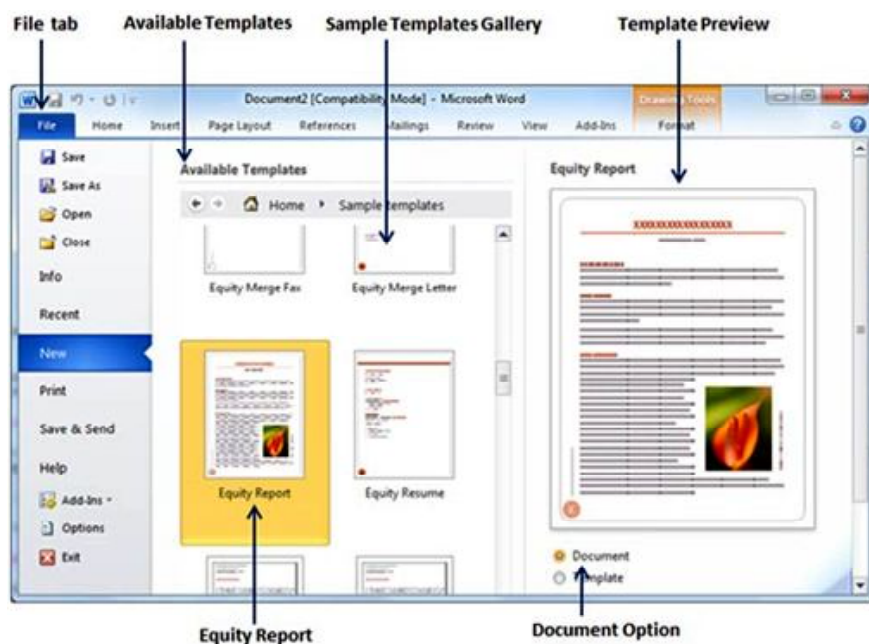 File tab Available Templates Sample Templates Gallery Template Preview
Document2 [Compatibility Mode] - Microsoft Word Drawing Tools
File Home Insert Page Layout References Mailings Review View Add-Ins Format
Save
Save As
Open
Close
Info
Recent
New
Print
Save & Send
Help
Add-Ins
Options
Exit
Available Templates
Home Sample templates
Equity Merge Fax Equity Merge Letter
Equity Report Equity Resume
Equity Report
XXXXXXXXXXXXXXXXX
Document
Template
Equity Report Document Option